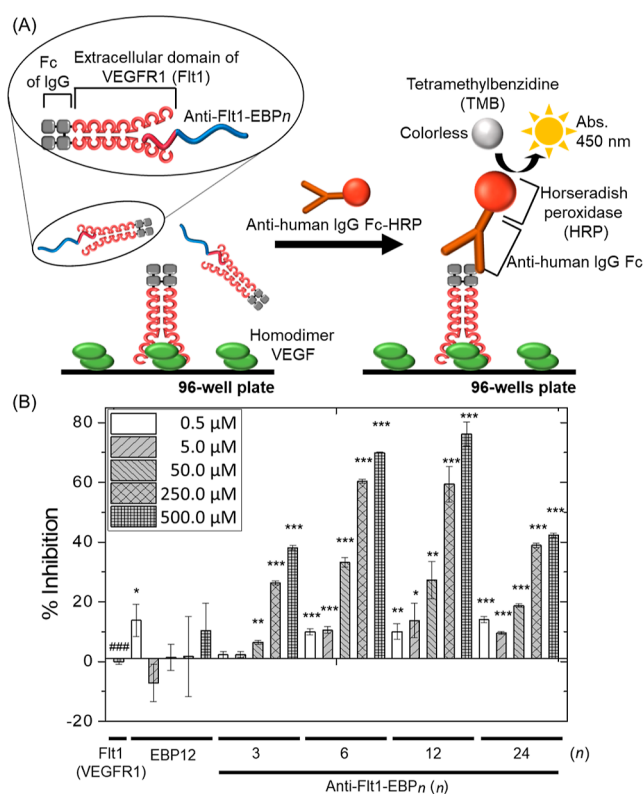 (A)
Fc
of IgG
Extracellular domain of
VEGFR1 (Flt1)
Anti-Flt1-EBPn
Tetramethylbenzidine
(TMB)
Colorless
Abs.
450 nm
Anti-human IgG Fc-HRP
Horseradish
peroxidase
(HRP)
Anti-human IgG Fc
Homodimer
VEGF
96-well plate
96-wells plate
(B)
80
60
40
20
0
-20
% Inhibition
0.5 µM
5.0 µM
50.0 µM
250.0 µM
500.0 µM
###
*
** *** ***
*** *** *** *** ***
** * ** *** ***
*** *** *** *** ***
Flt1
(VEGFR1)
EBP12
3 6 12 24 (n)
Anti-Flt1-EBPn (n)